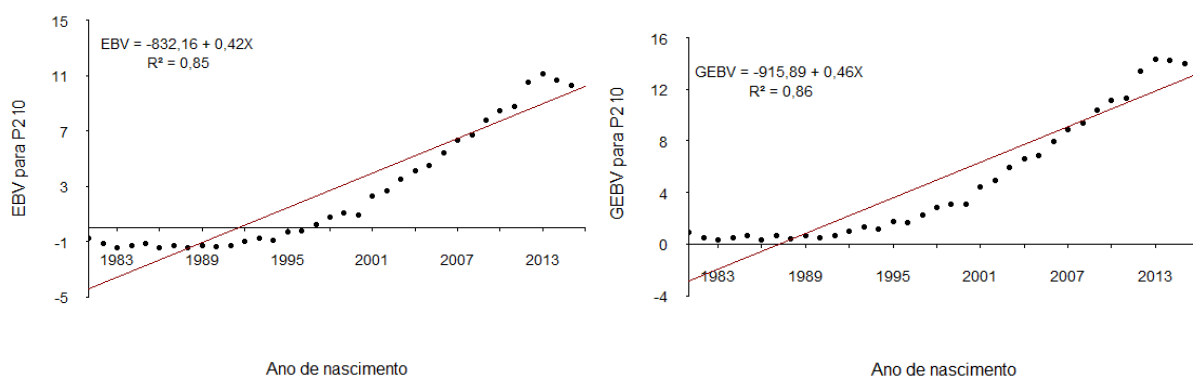 15
11
7
3
-1
-5
EBV = -832,16 + 0,42X
R² = 0,85
EBV para P210
1983 1989 1995 2001 2007 2013
Ano de nascimento
16
12
8
4
0
-4
GEBV = -915,89 + 0,46X
R² = 0,86
GEBV para P210
1983 1989 1995 2001 2007 2013
Ano de nascimento